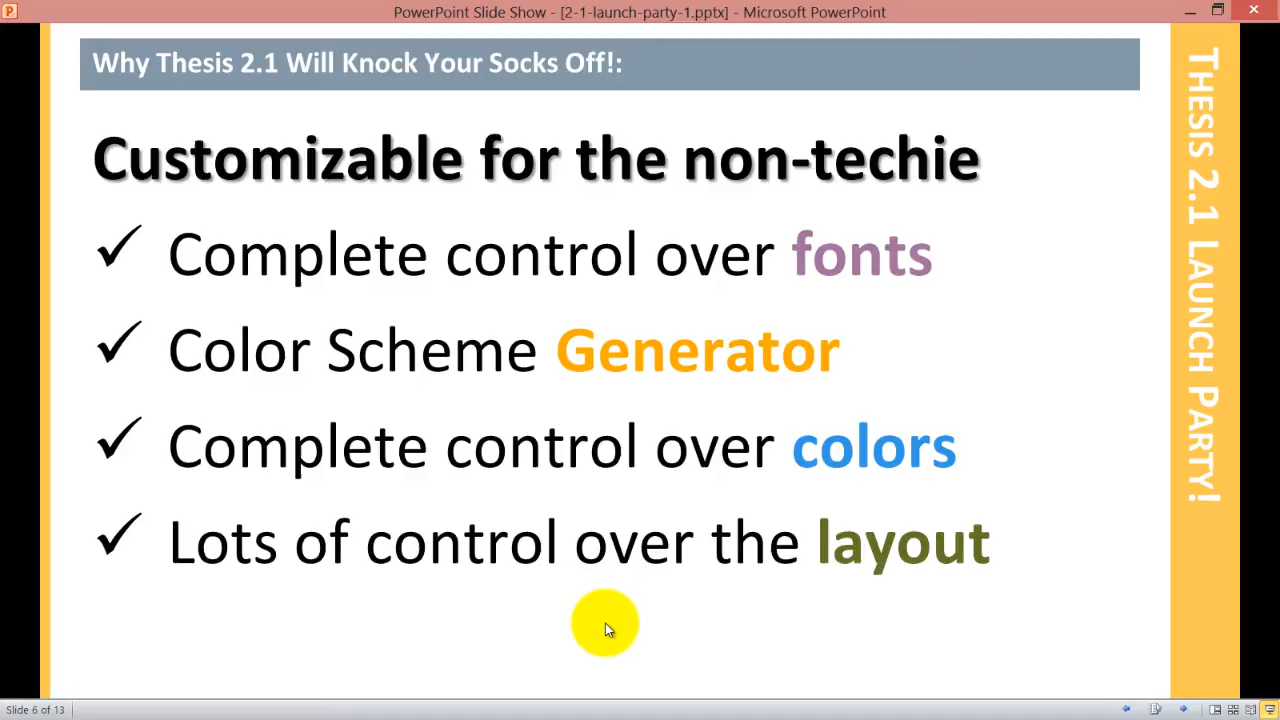 PowerPoint Slide Show - [2-1-launch-party-1.pptx] - Microsoft PowerPoint
Why Thesis 2.1 Will Knock Your Socks Off!:
Customizable for the non-techie
✓ Complete control over fonts
✓ Color Scheme Generator
✓ Complete control over colors
✓ Lots of control over the layout
THESIS 2.1 LAUNCH PARTY!
Slide 6 of 13